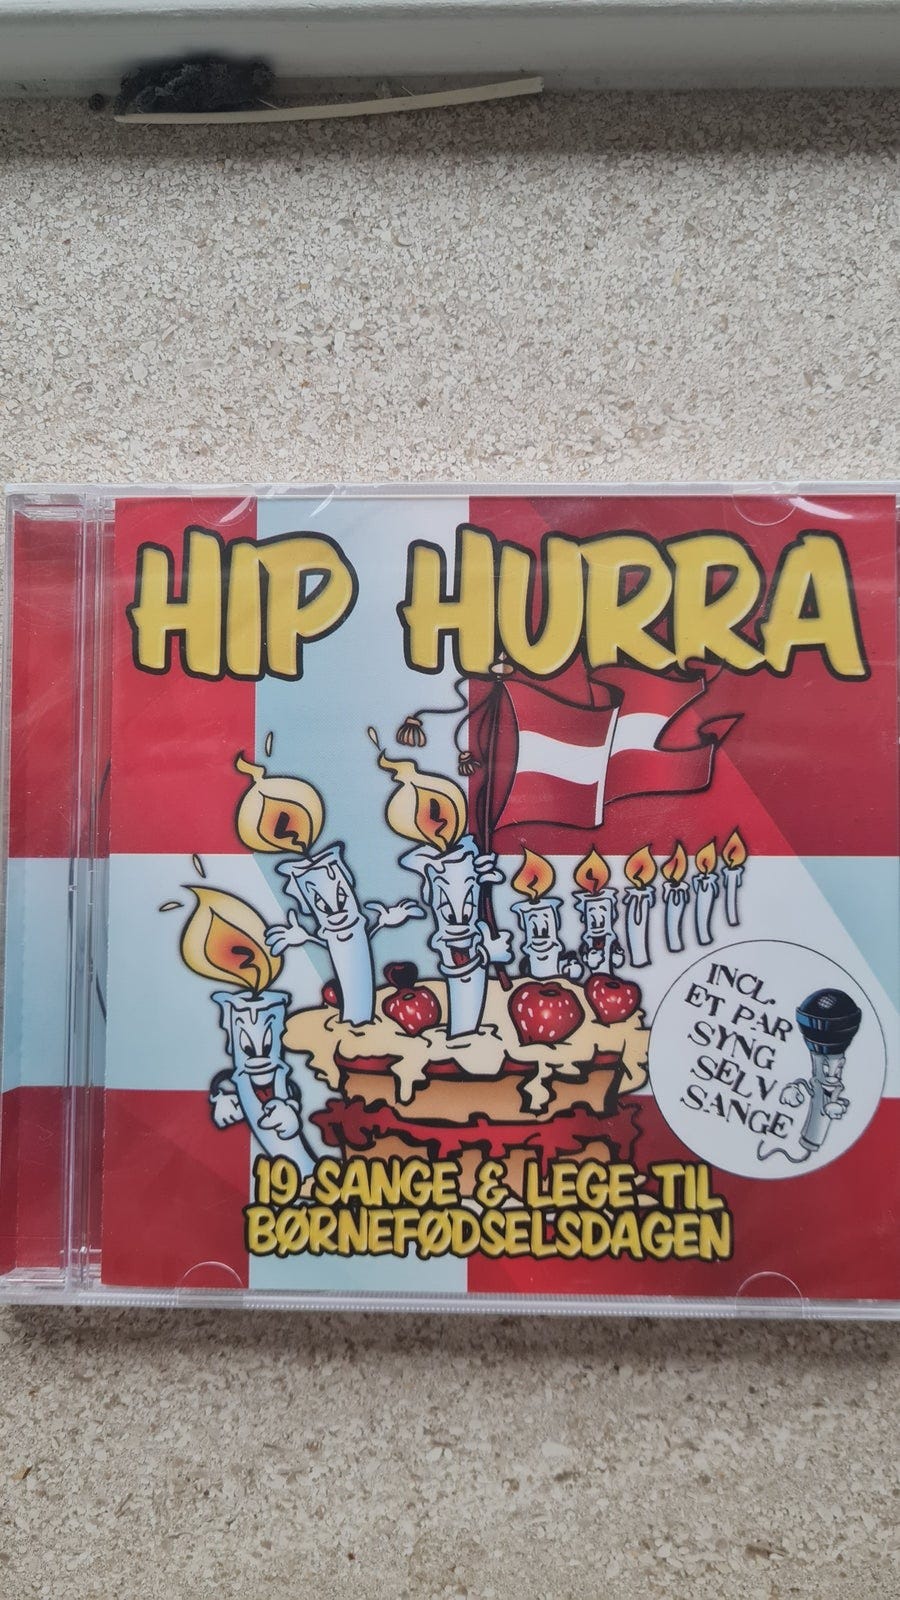 HIP HURRA
INCL.
ET PAR
SYNG
SELV
SANGE
19 SANGE & LEGE TIL
BØRNEFØDSELSDAGEN